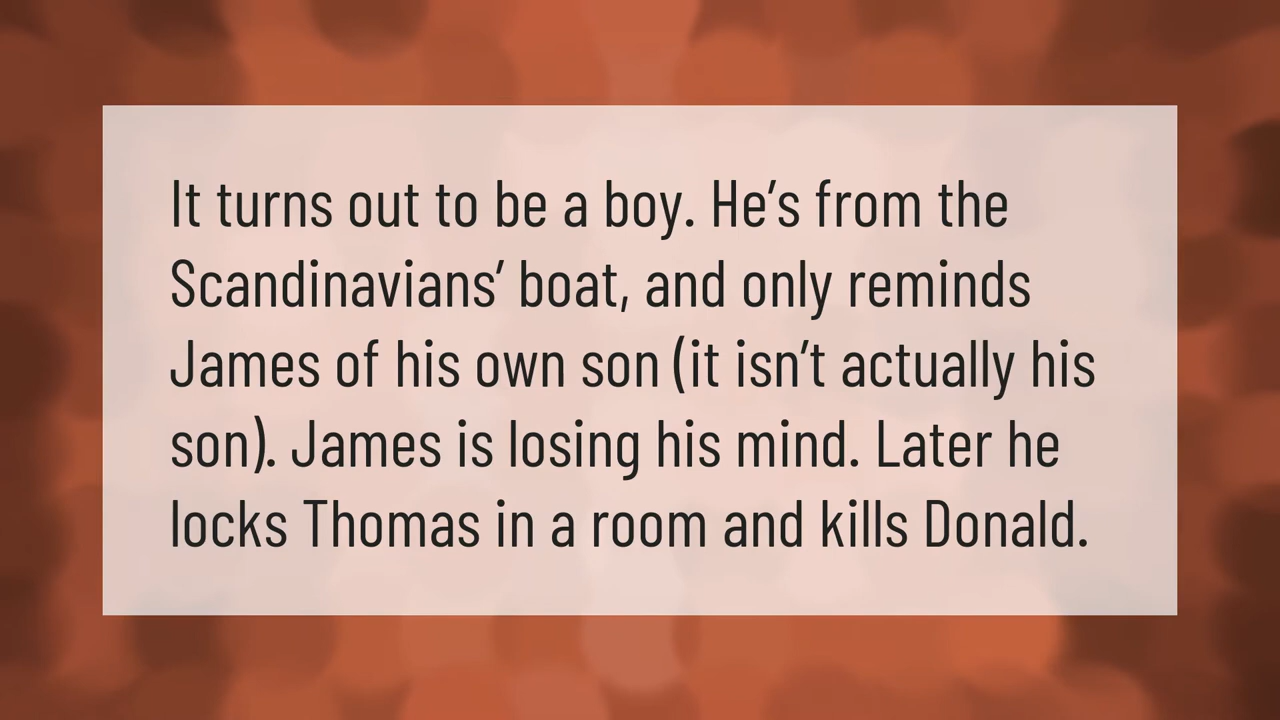 It turns out to be a boy. He’s from the
Scandinavians’ boat, and only reminds
James of his own son (it isn’t actually his
son). James is losing his mind. Later he
locks Thomas in a room and kills Donald.